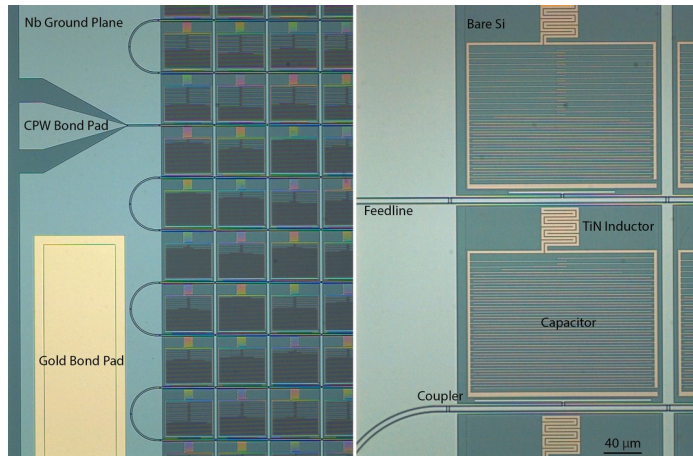 Nb Ground Plane
CPW Bond Pad
Gold Bond Pad
Bare Si
Feedline
TiN Inductor
Capacitor
Coupler
40 µm